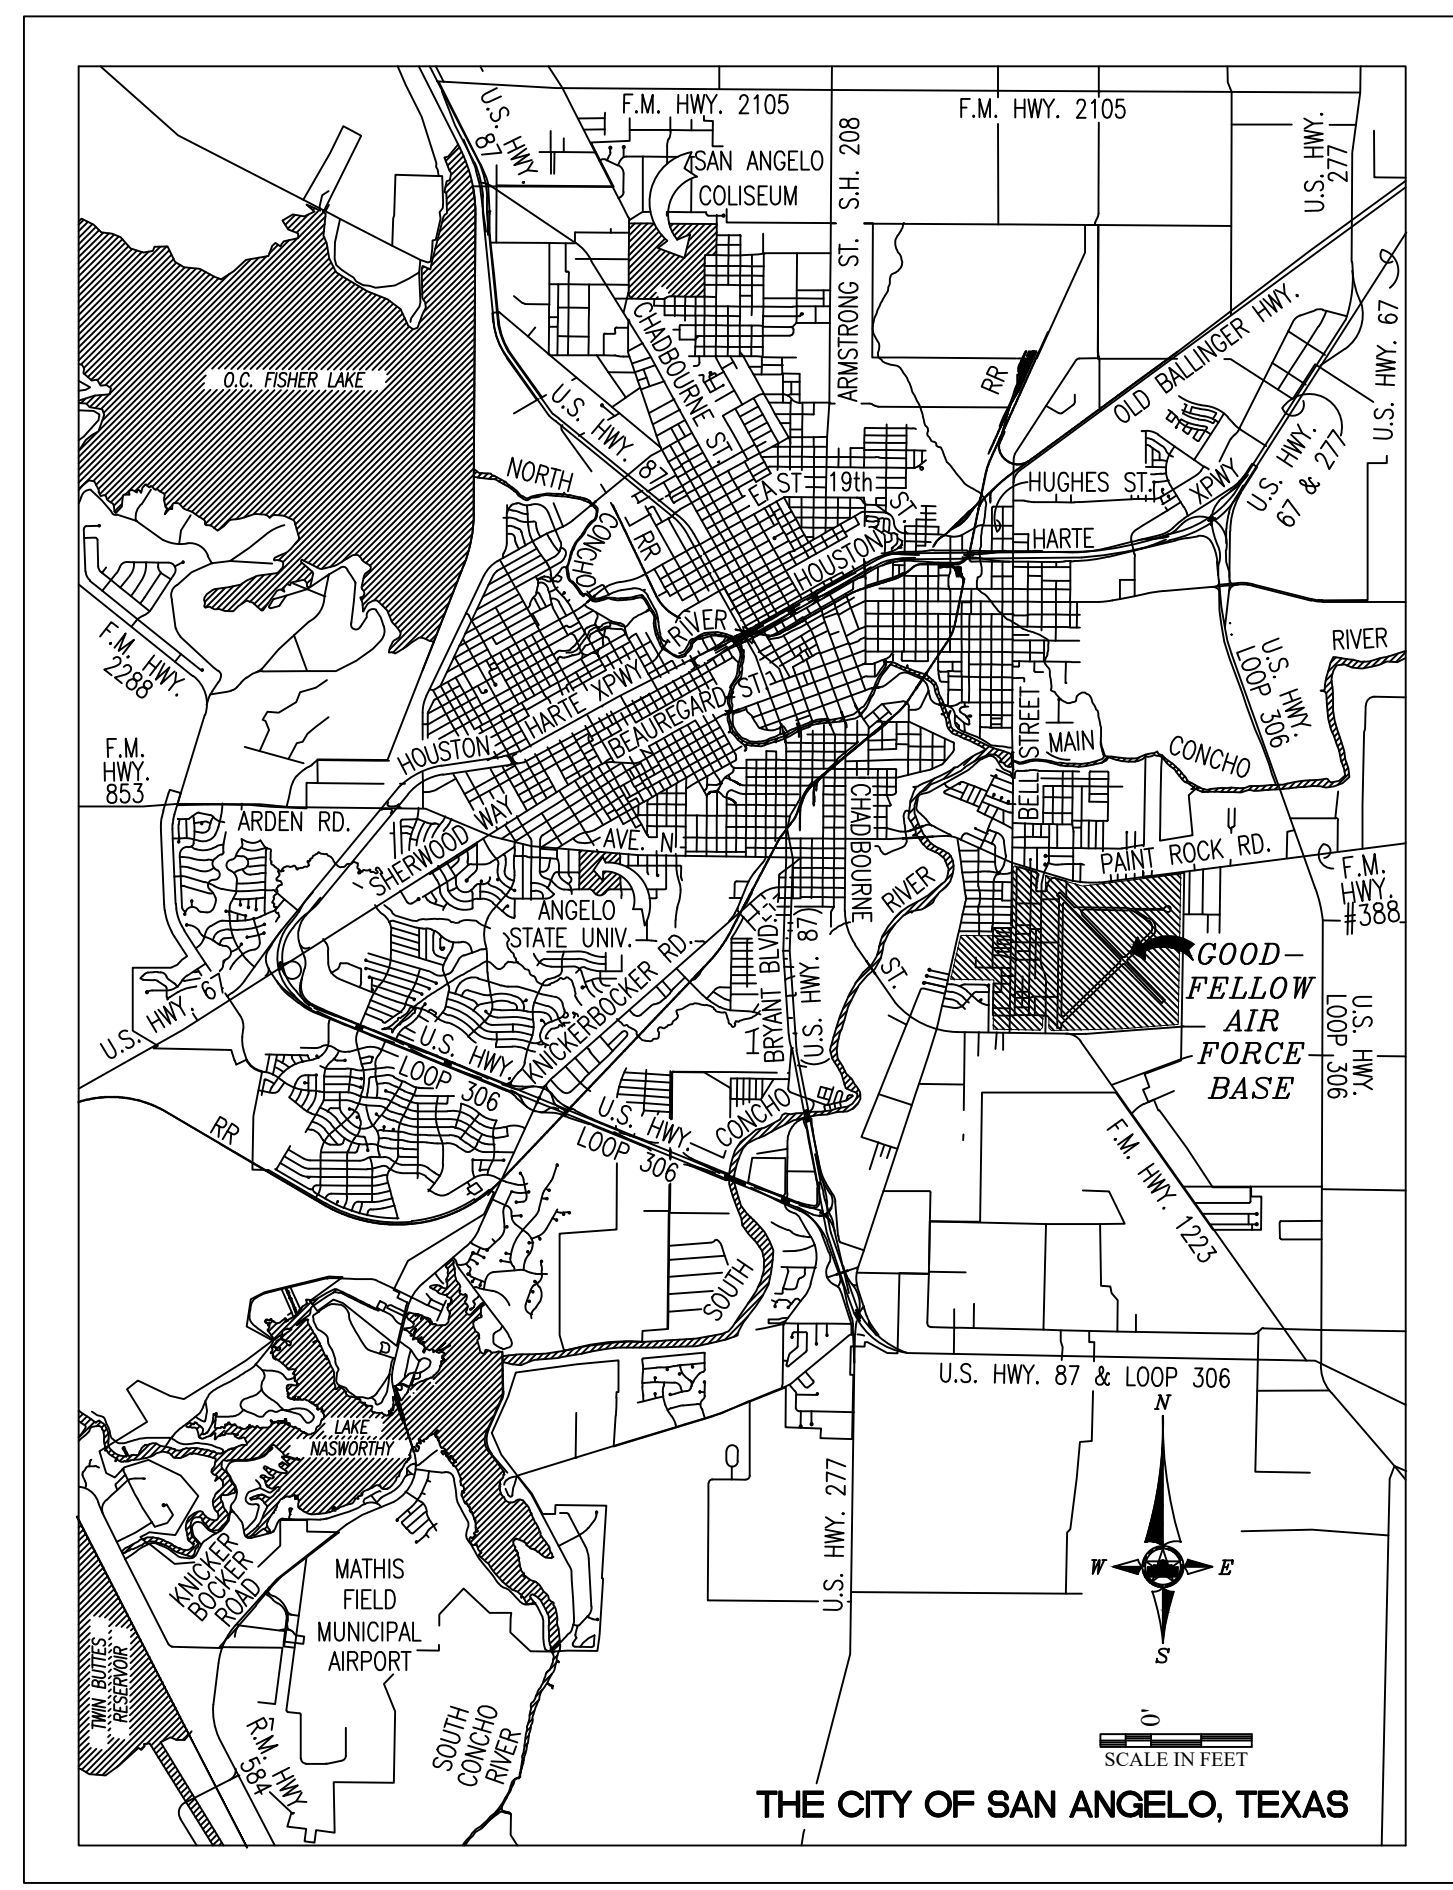 F.M. HWY. 2105
F.M. HWY. 2105
U.S. HWY.
87
S.H. 208
U.S. HWY.
277
SAN ANGELO
COLISEUM
ARMSTRONG ST.
CHADBOURNE ST.
O.C. FISHER LAKE
U.S. HWY. 87
RR
OLD BALLINGER HWY.
U.S. HWY. 67
U.S. HWY.
67 & 277
NORTH
CONCHO
RIVER
RR
EAST 19th
ST.
HUGHES ST.
HOUSTON
HARTE
XPWY
F.M. HWY.
2288
U.S. HWY.
LOOP 306
RIVER
HOUSTON
HARTE XPWY
BEAUREGARD ST.
BELL STREET
MAIN
CONCHO
F.M.
HWY.
853
ARDEN RD.
SHERWOOD WAY
AVE. N
CHADBOURNE
ST.
PAINT ROCK RD.
F.M.
HWY.
#388
RIVER
ANGELO
STATE UNIV.
GOOD-
FELLOW
AIR
FORCE
BASE
BRYANT BLVD.
(U.S. HWY. 87)
KNICKERBOCKER RD.
U.S. HWY. 67
U.S. HWY.
LOOP 306
U.S. HWY.
LOOP 306
RR
U.S. HWY.
LOOP 306
CONCHO
F.M. HWY. 1223
SOUTH
U.S. HWY. 87 & LOOP 306
LAKE
NASWORTHY
U.S. HWY. 277
N
W
E
S
KNICKER
BOCKER
ROAD
MATHIS
FIELD
MUNICIPAL
AIRPORT
TWIN BUTTES
RESERVOIR
R.M. HWY
584
SOUTH
CONCHO
RIVER
0'
SCALE IN FEET
THE CITY OF SAN ANGELO, TEXAS